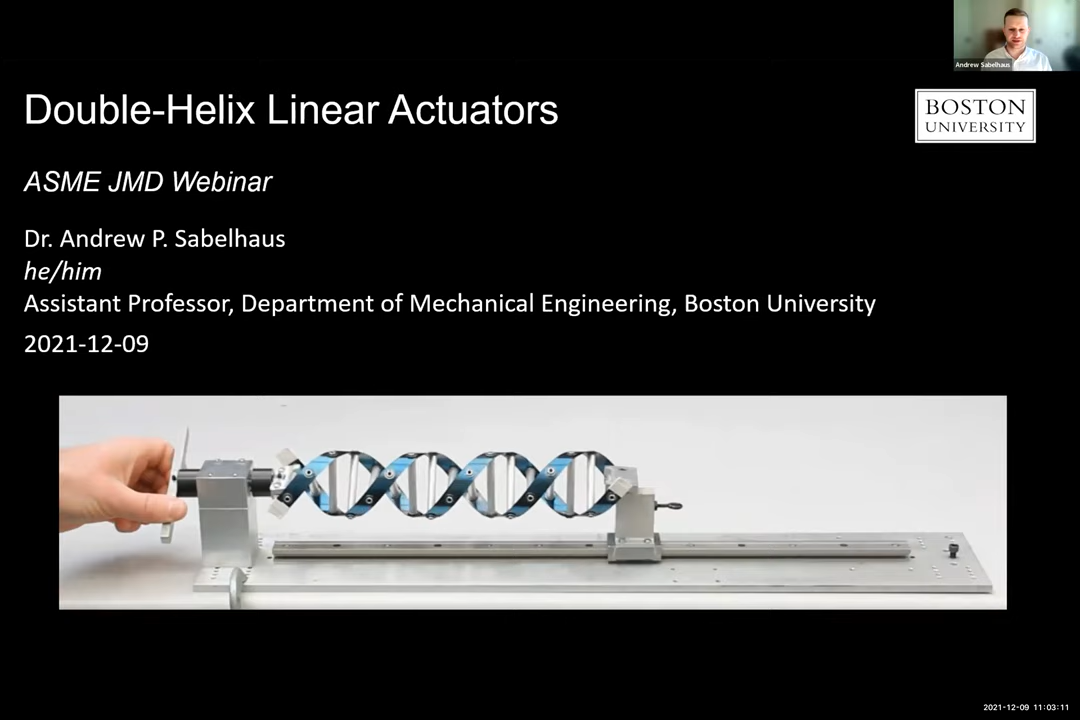 Andrew Sabelhaus
Double-Helix Linear Actuators
BOSTON
UNIVERSITY
ASME JMD Webinar
Dr. Andrew P. Sabelhaus
he/him
Assistant Professor, Department of Mechanical Engineering, Boston University
2021-12-09
2021-12-09 11:03:11